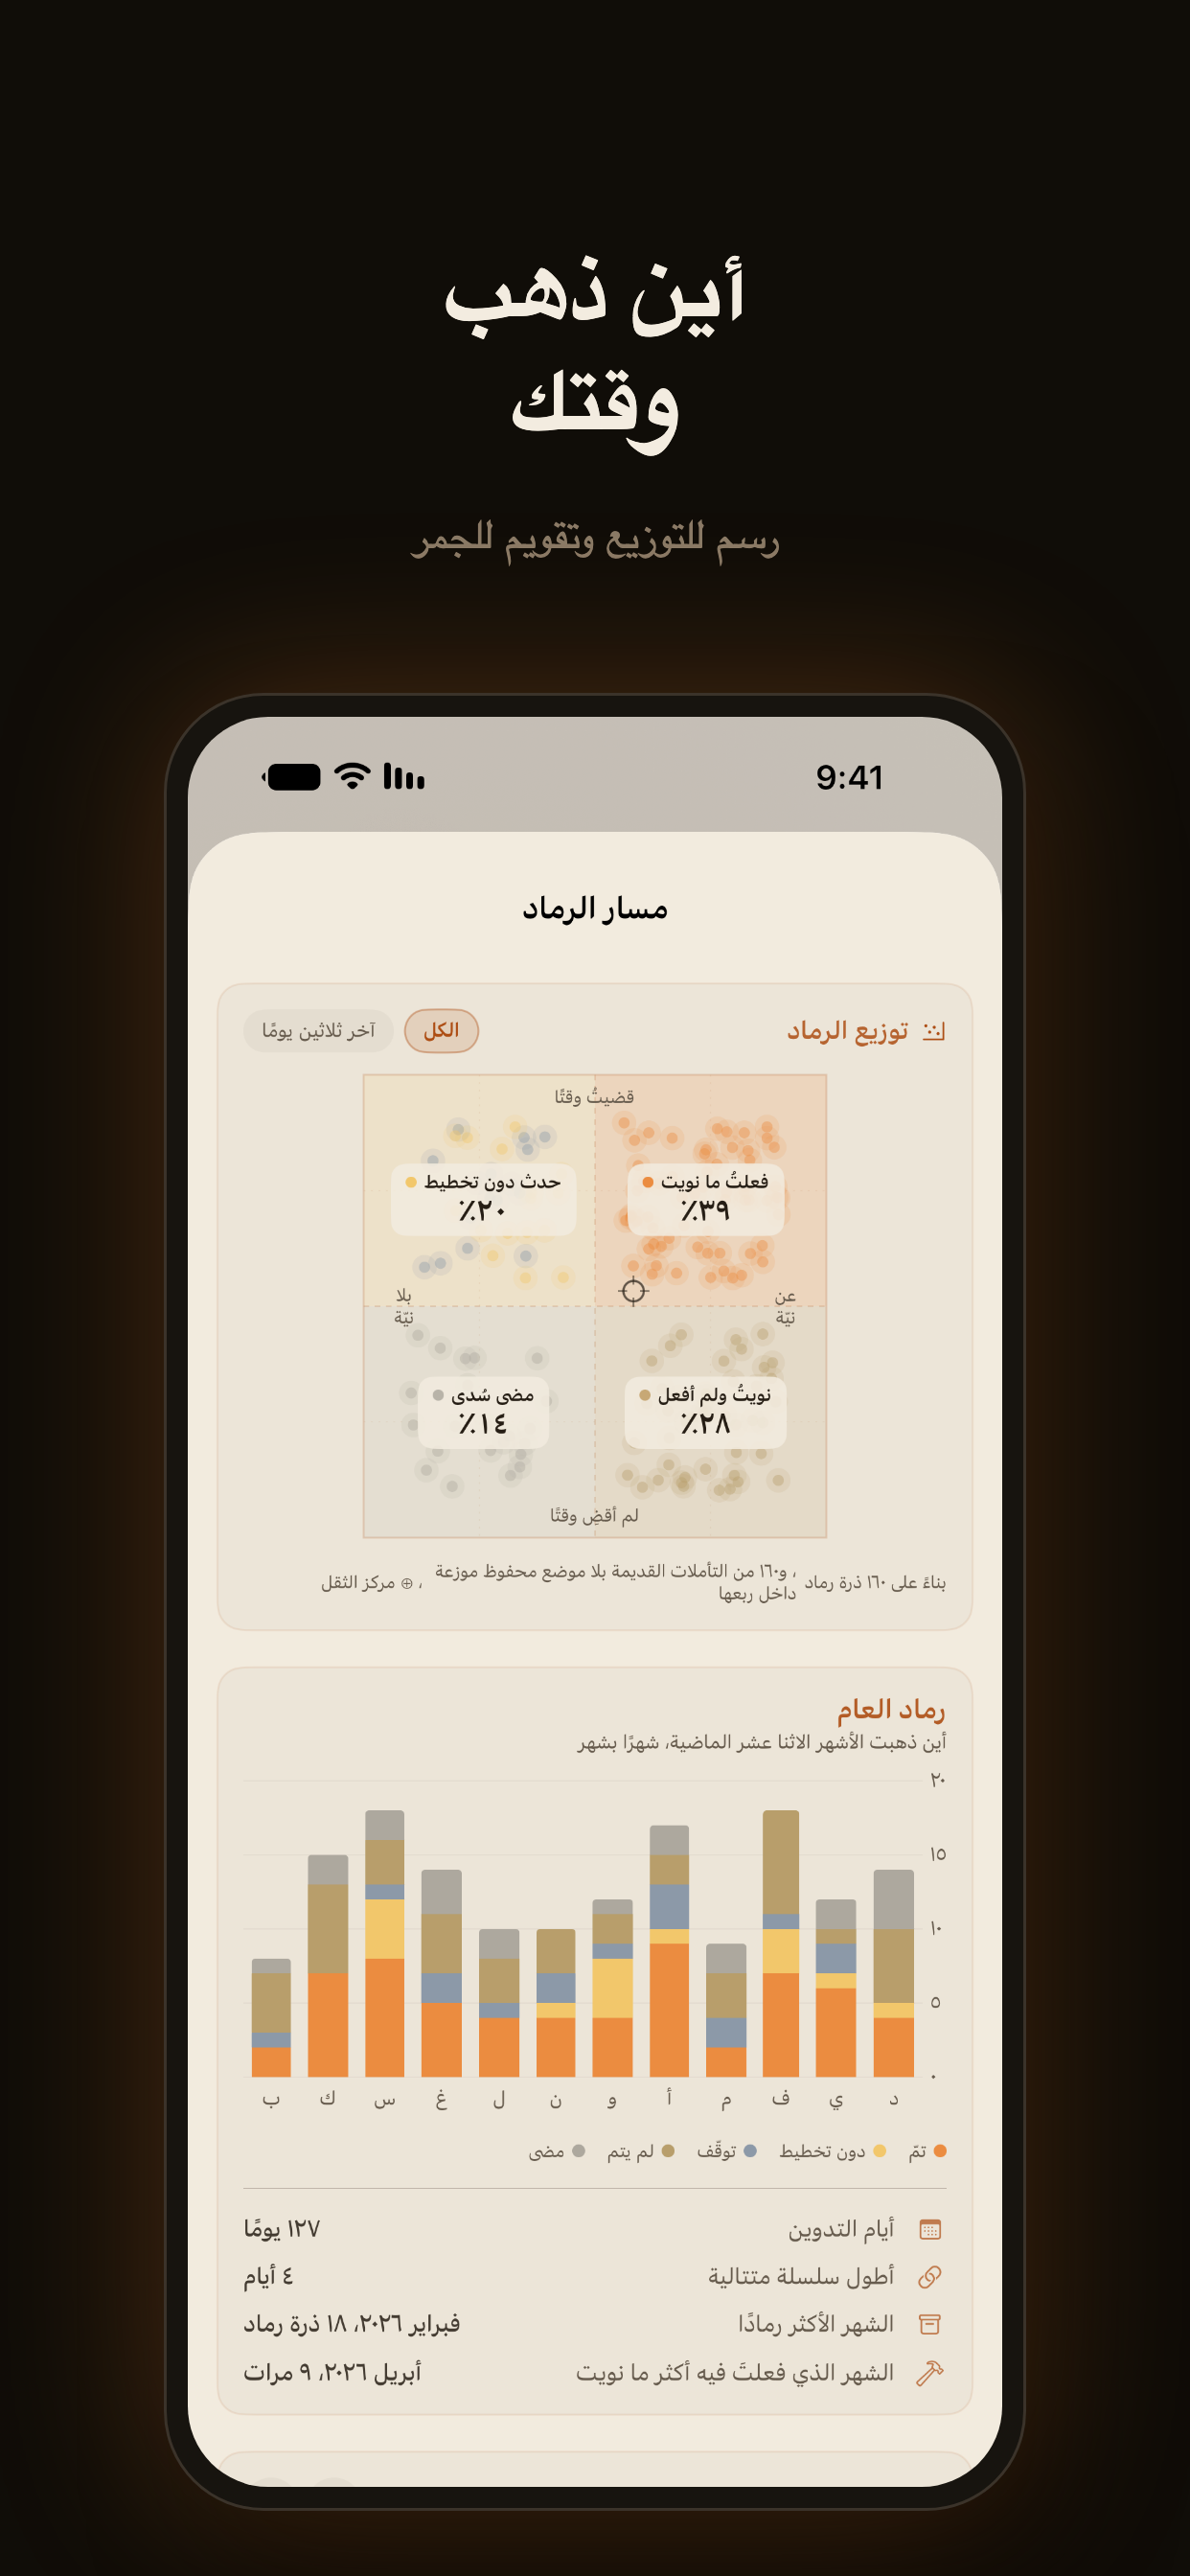 أين ذهب
وقتك
رسم للتوزيع وتقويم للجمر
9:41
مسار الرماد
توزيع الرماد
الكل
آخر ثلاثين يومًا
قضيتُ وقتًا
فعلتُ ما نويت
٣٩٪
حدث دون تخطيط
٢٠٪
عن
نيّة
بلا
نيّة
نويتُ ولم أفعل
٢٨٪
مضى سُدى
١٤٪
لم أقضِ وقتًا
بناءً على ١٦٠ ذرة رماد
، و١٦٠ من التأملات القديمة بلا موضع محفوظ موزعة
داخل ربعها
، ⊕ مركز الثقل
رماد العام
أين ذهبت الأشهر الاثنا عشر الماضية، شهرًا بشهر
٢٠
١٥
١٠
٥
٠
د ي ف م أ و ن ل غ س ك ب
تمّ دون تخطيط توقّف لم يتم مضى
أيام التدوين ١٢٧ يومًا
أطول سلسلة متتالية ٤ أيام
الشهر الأكثر رمادًا فبراير ٢٠٢٦، ١٨ ذرة رماد
الشهر الذي فعلتَ فيه أكثر ما نويت أبريل ٢٠٢٦، ٩ مرات